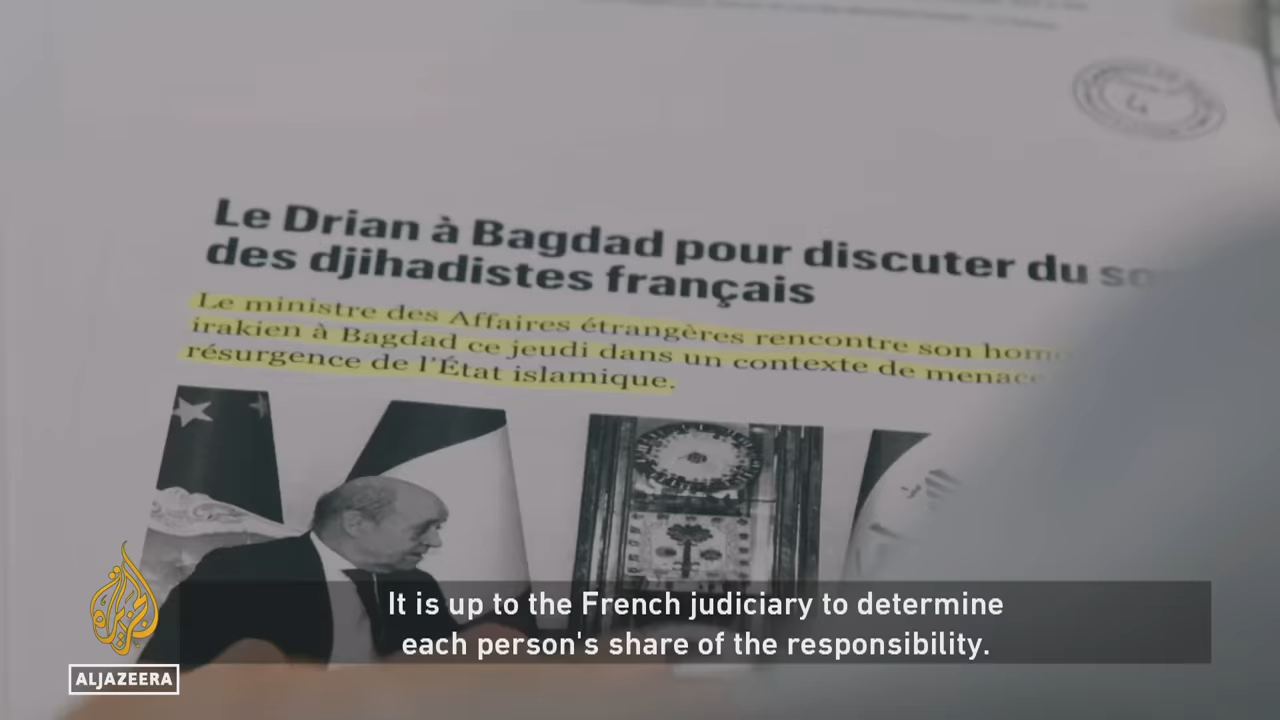 Le Drian à Bagdad pour discuter du
des djihadistes français
Le ministre des Affaires étrangères rencontre son
irakien à Bagdad ce jeudi dans un contexte de menace
résurgence de l'État islamique.
It is up to the French judiciary to determine
each person's share of the responsibility.
الجزيرة
ALJAZEERA